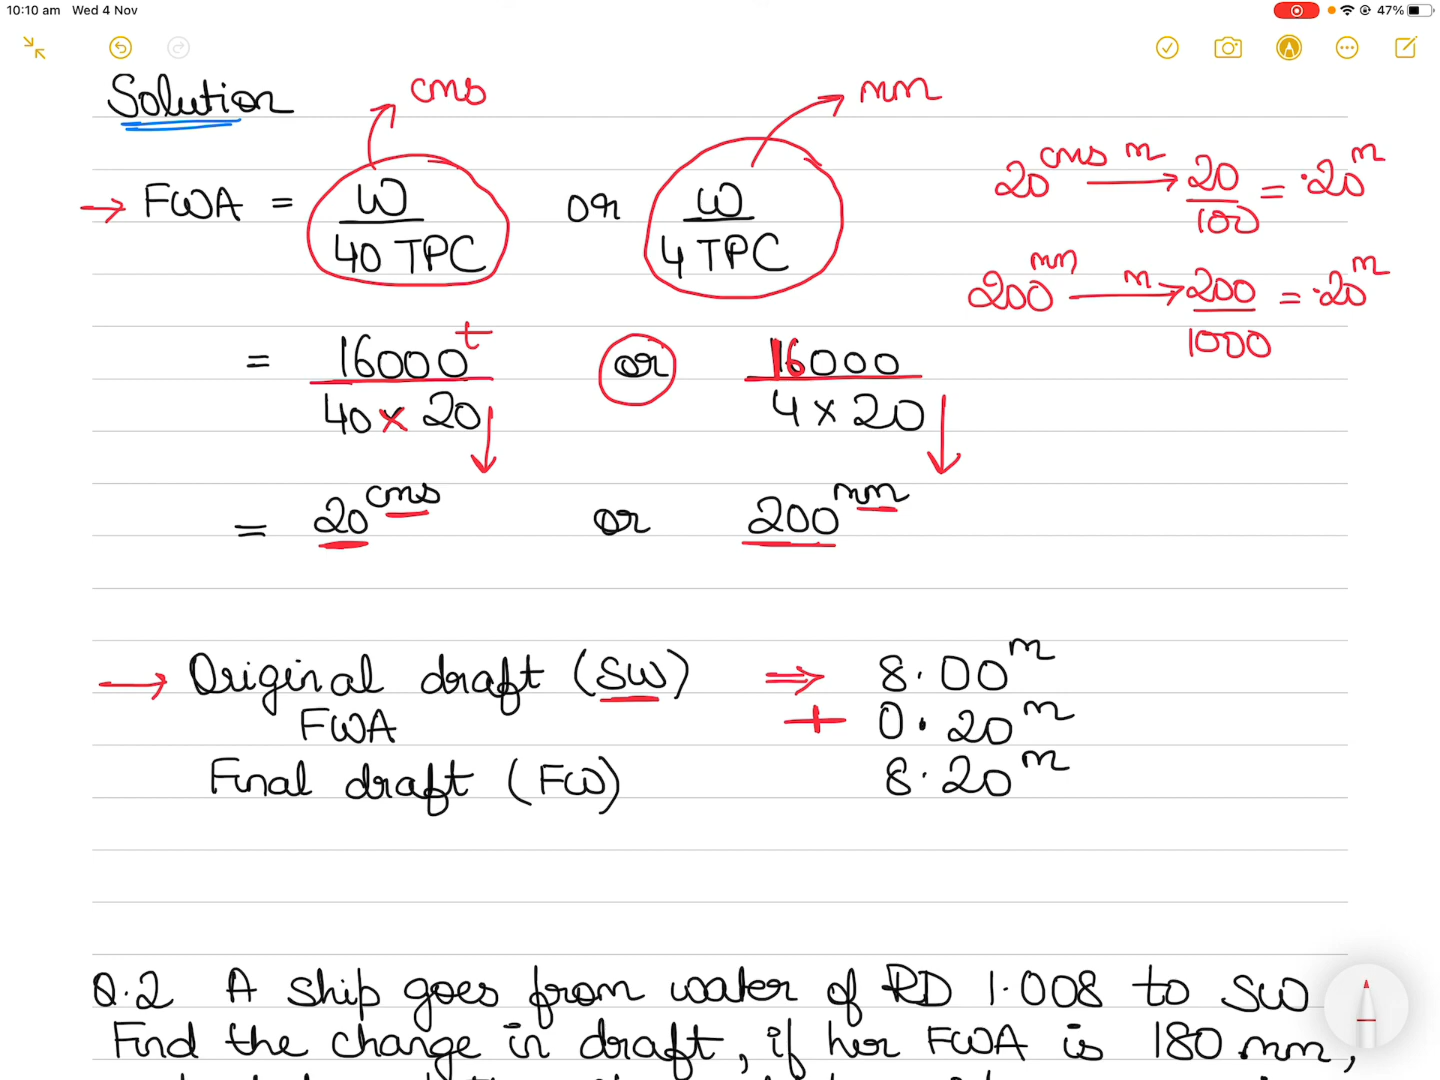 10:10 am Wed 4 Nov
47%
Solution
cms
mm
FWA = W/40 TPC or W/4 TPC
20 cms m → 20/100 = .20 m
200 mm m → 200/1000 = .20 m
= 16000 t/40 x 20 or 16000/4 x 20
= 20 cms or 200 mm
→ Original draft (SW) ⇒ 8.00 m
FWA + 0.20 m
Final draft (FW) 8.20 m
Q.2 A ship goes from water of RD 1.008 to SW
Find the change in draft, if her FWA is 180 mm,